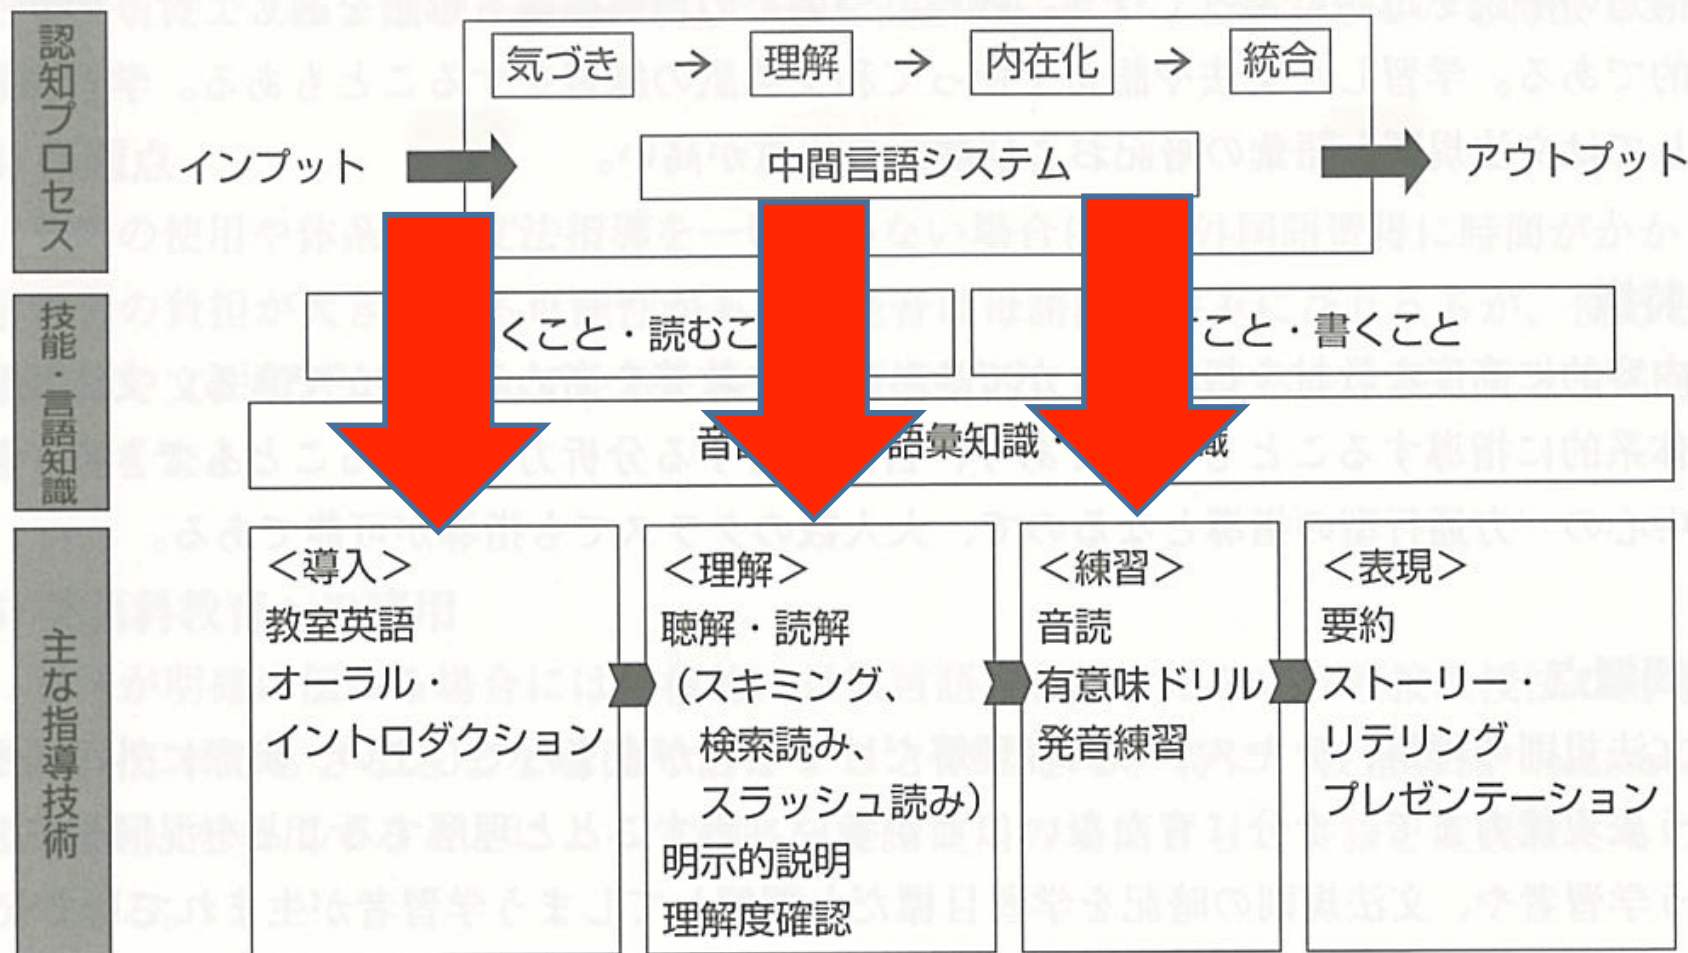 認知プロセス
気づき → 理解 → 内在化 → 統合
インプット
中間言語システム
アウトプット
技能・言語知識
くこと・読むこ
こと・書くこと
音
語彙知識・
識
主な指導技術
<導入>
教室英語
オーラル・
イントロダクション
<理解>
聴解・読解
(スキミング、
検索読み、
スラッシュ読み)
明示的説明
理解度確認
<練習>
音読
有意味ドリル
発音練習
<表現>
要約
ストーリー・
リテリング
プレゼンテーション